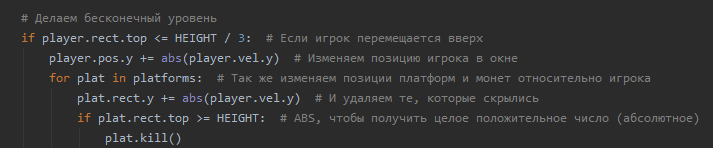 # Делаем бесконечный уровень
if player.rect.top <= HEIGHT / 3:  # Если игрок перемещается вверх
    player.pos.y += abs(player.vel.y)  # Изменяем позицию игрока в окне
    for plat in platforms:  # Так же изменяем позиции платформ и монет относительно игрока
        plat.rect.y += abs(player.vel.y)  # И удаляем те, которые скрылись
        if plat.rect.top >= HEIGHT:  # ABS, чтобы получить целое положительное число (абсолютное)
            plat.kill()